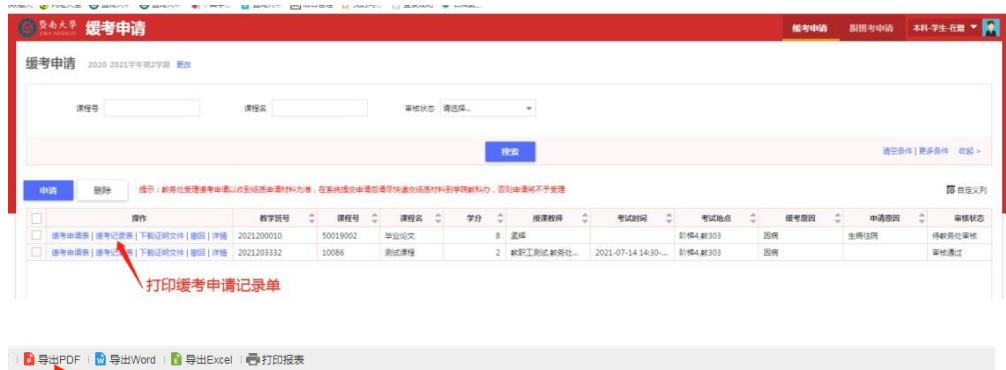 暨南大学 缓考申请 缓考申请 跟班考申请 本科-学生-在籍
缓考申请 2020-2021学年第2学期 更改
课程号 课程名 审核状态 请选择...
搜索 清空条件 | 更多条件 收起 >
申请 删除 提示：教务处受理缓考申请以收到纸质申请材料为准，在系统提交申请后请尽快递交纸质材料到学院教科办，否则申请将不予受理 自定义列
操作 教学班号 课程号 课程名 学分 授课教师 考试时间 考试地点 缓考原因 申请原因 审核状态
缓考申请表 | 缓考记录表 | 下载证明文件 | 撤回 | 详情 2021200010 50019002 毕业论文 8 孟辉 阶梯4,教303 因病 生病住院 待教务处审核
缓考申请表 | 缓考记录表 | 下载证明文件 | 撤回 | 详情 2021203332 10086 测试课程 2 教职工测试,教务处... 2021-07-14 14:30-... 阶梯4,教303 因病 审核通过
打印缓考申请记录单
导出PDF 导出Word 导出Excel 打印报表